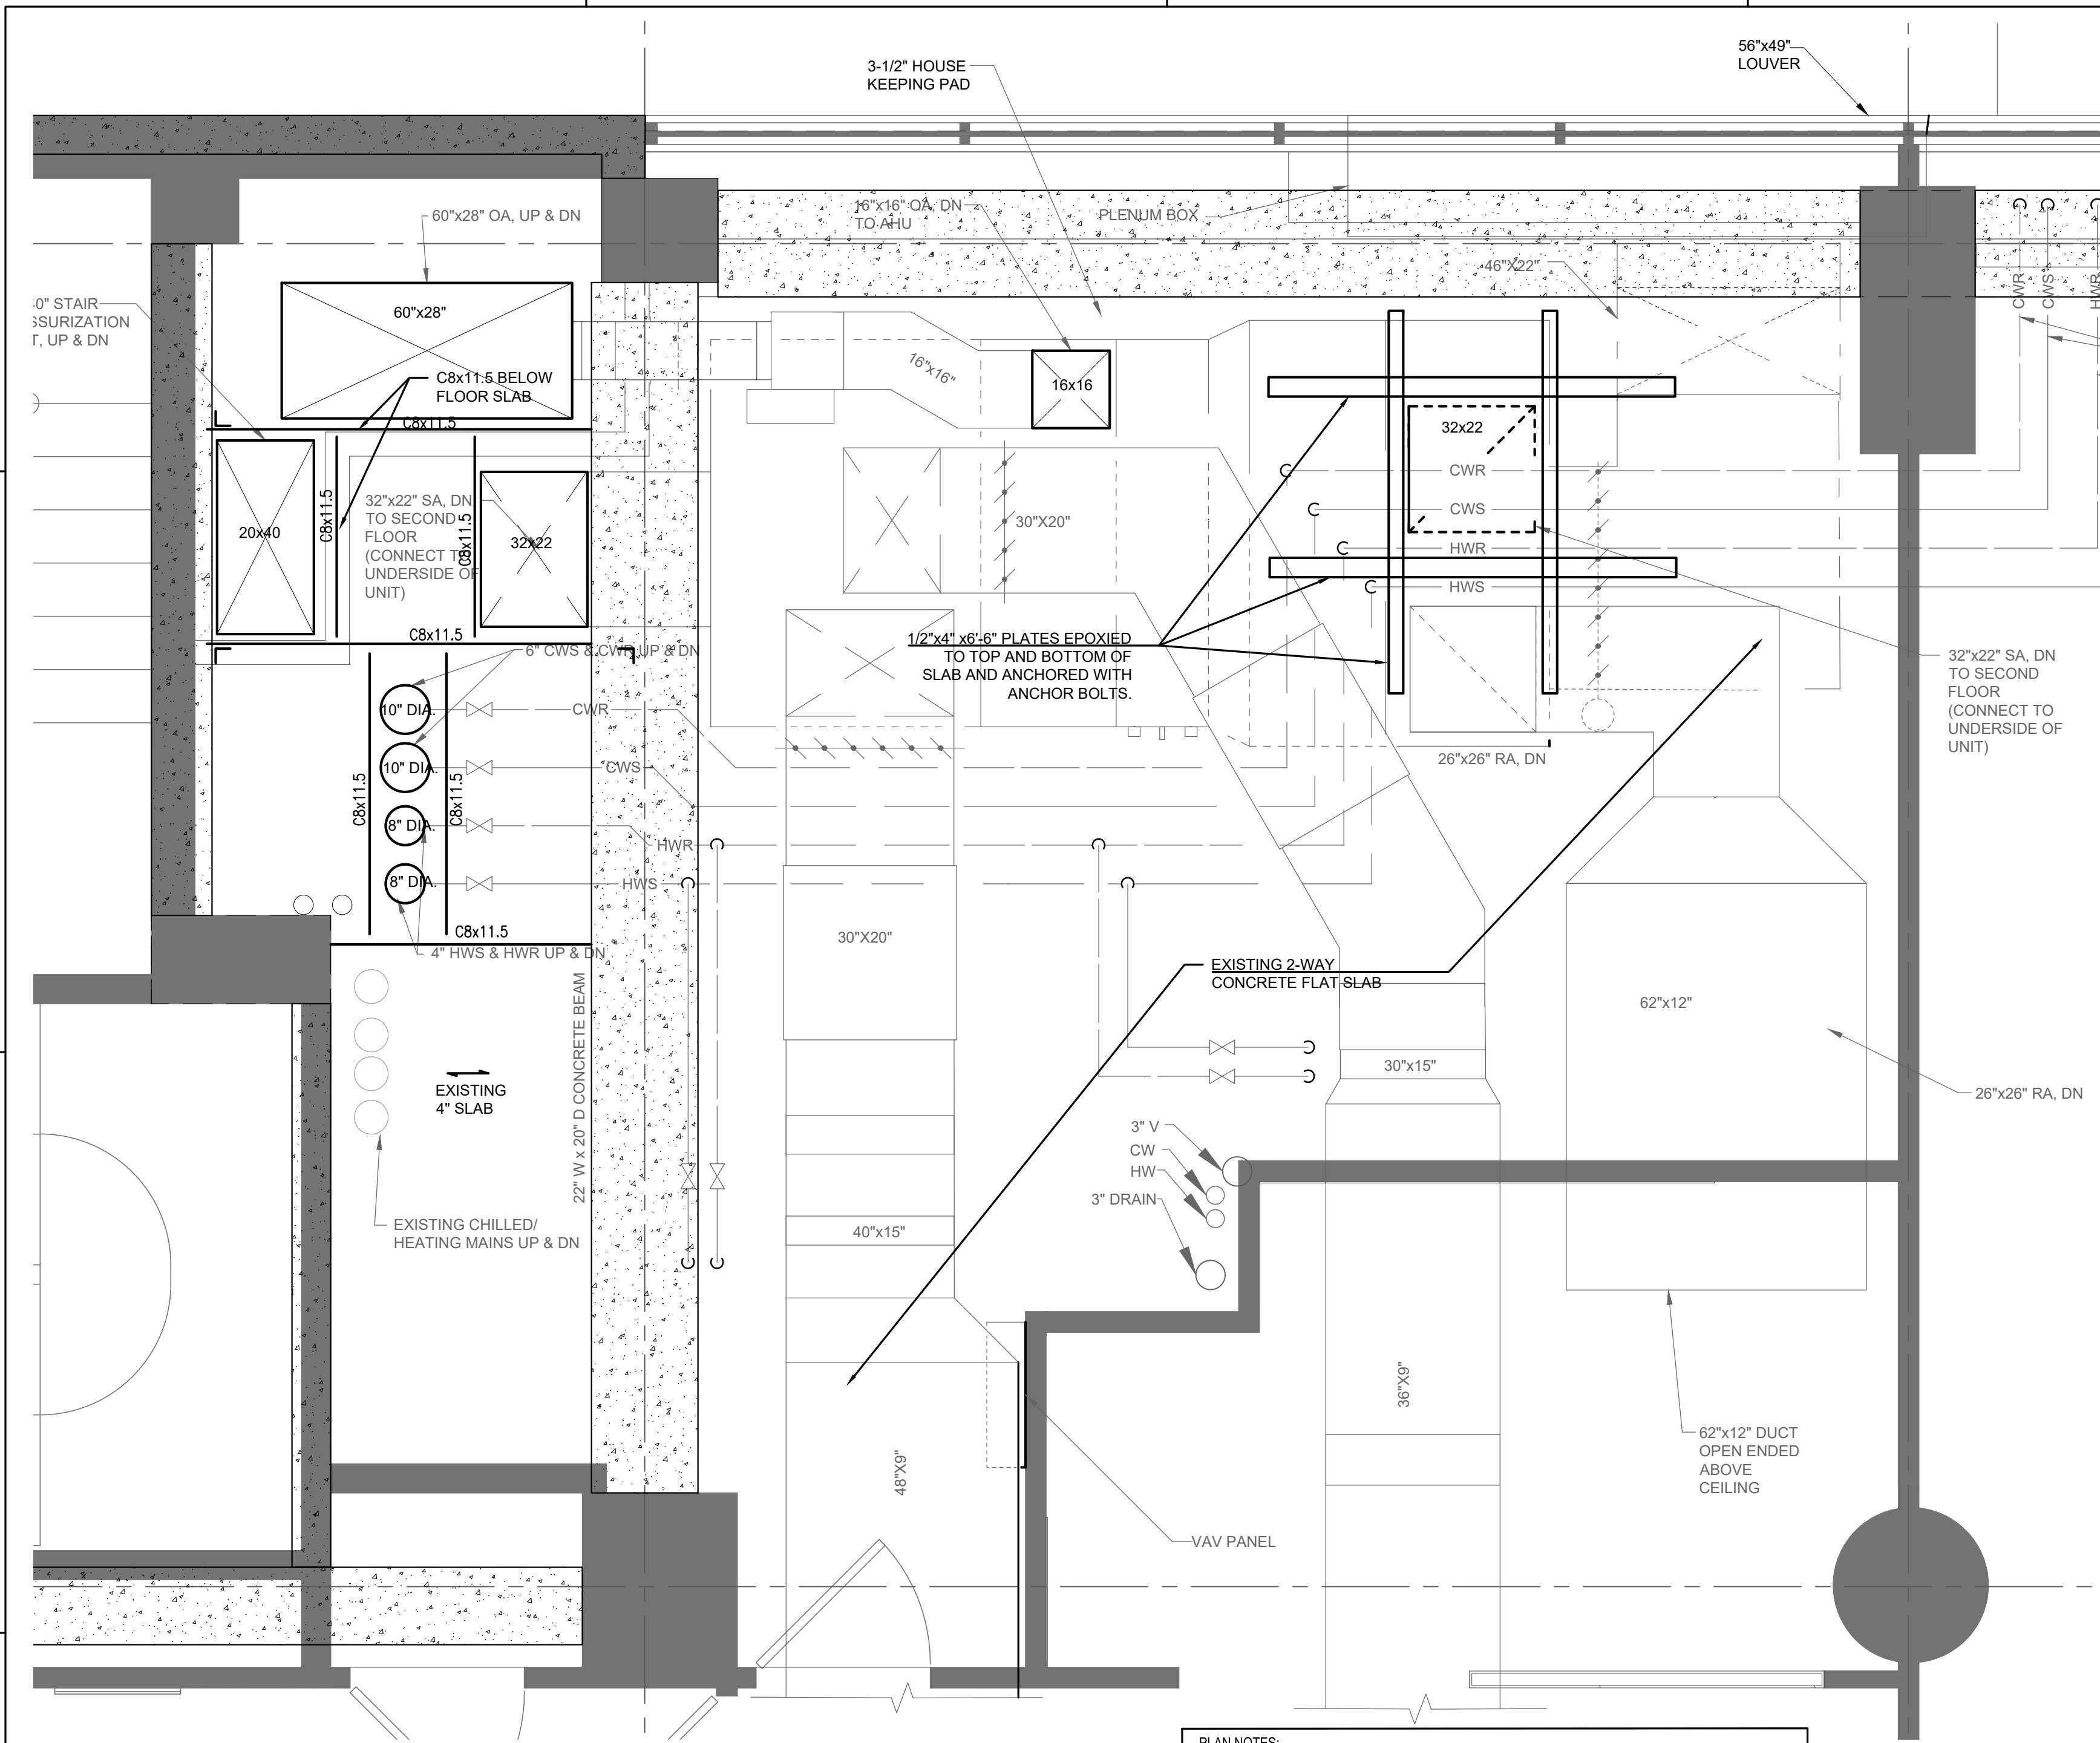 3-1/2" HOUSE
KEEPING PAD
56"x49"
LOUVER
60"x28" OA, UP & DN
16"x16" OA, DN
TO AHU
PLENUM BOX
46"X22"
CWR
CWS
HWR
0" STAIR
SSURIZATION
T, UP & DN
60"x28"
C8x11.5 BELOW
FLOOR SLAB
C8x11.5
16"x16"
16x16
32x22
CWR
CWS
HWR
HWS
30"X20"
20x40
C8x11.5
32"x22" SA, DN
TO SECOND
FLOOR
(CONNECT TO
UNDERSIDE OF
UNIT)
C8x11.5
32x22
C8x11.5
6" CWS & CWR UP & DN
1/2"x4" x6'-6" PLATES EPOXIED
TO TOP AND BOTTOM OF
SLAB AND ANCHORED WITH
ANCHOR BOLTS.
32"x22" SA, DN
TO SECOND
FLOOR
(CONNECT TO
UNDERSIDE OF
UNIT)
10" DIA.
CWR
10" DIA.
CWS
26"x26" RA, DN
C8x11.5
C8x11.5
8" DIA.
HWR
8" DIA.
HWS
C8x11.5
4" HWS & HWR UP & DN
30"X20"
EXISTING 2-WAY
CONCRETE FLAT SLAB
62"x12"
22" W x 20" D CONCRETE BEAM
EXISTING
4" SLAB
30"x15"
26"x26" RA, DN
3" V
CW
HW
3" DRAIN
EXISTING CHILLED/
HEATING MAINS UP & DN
40"x15"
36"X9"
48"X9"
62"x12" DUCT
OPEN ENDED
ABOVE
CEILING
VAV PANEL
PLAN NOTES: